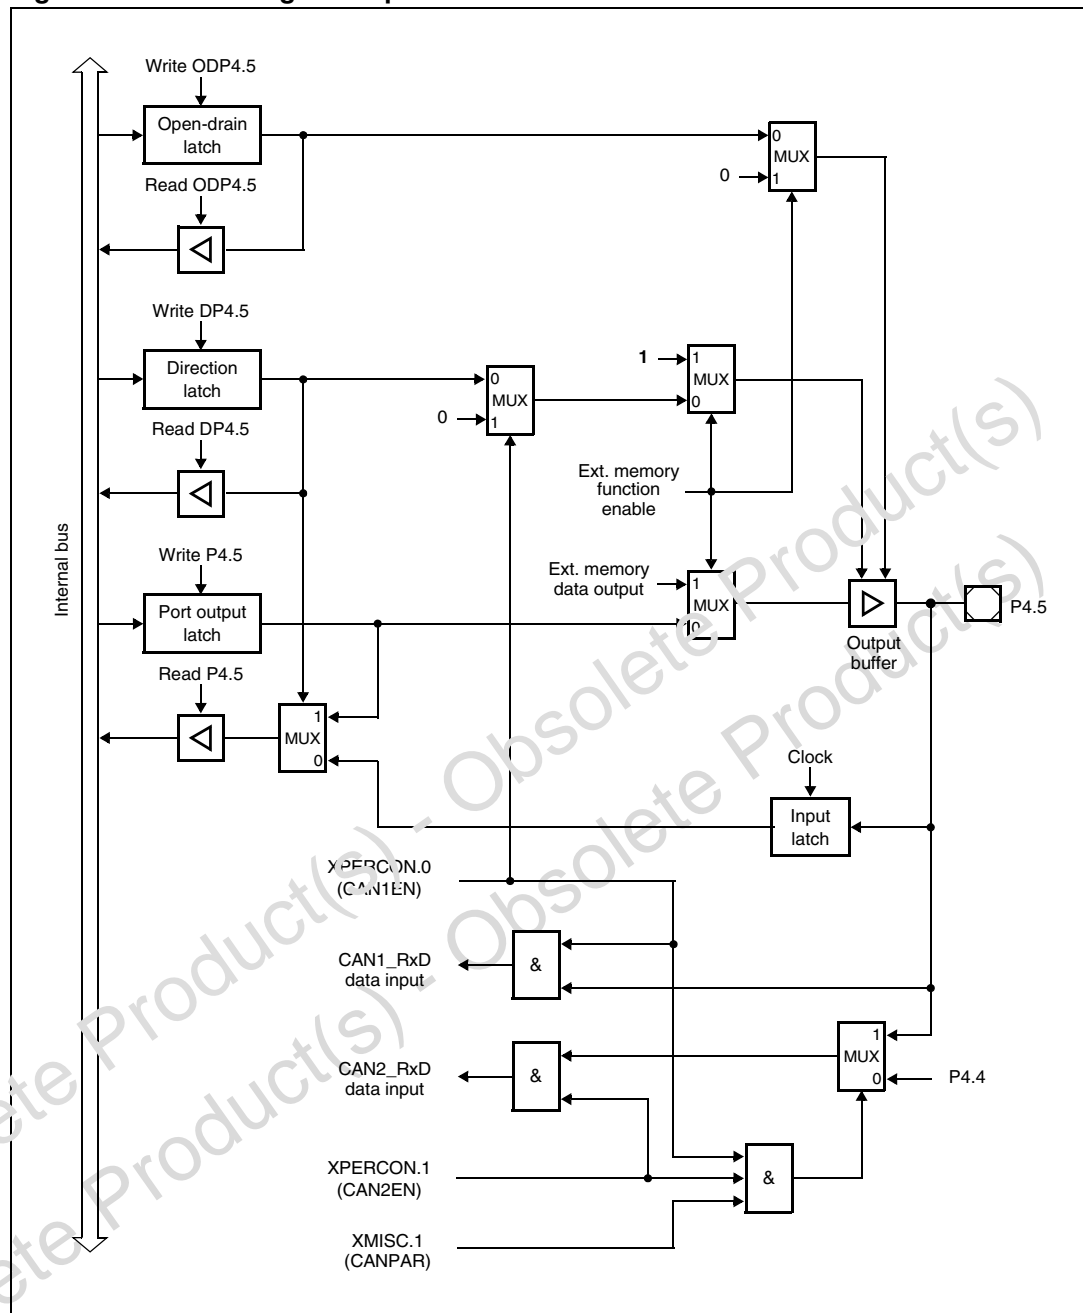 Write ODP4.5
Open-drain
latch
Read ODP4.5
0
MUX
1
0
Write DP4.5
Direction
latch
Read DP4.5
0
MUX
1
0
1
1
MUX
0
Ext. memory
function
enable
Internal bus
Write P4.5
Port output
latch
Read P4.5
1
MUX
0
Ext. memory
data output
1
MUX
0
Output
buffer
P4.5
Clock
Input
latch
XPERCON.0
(CAN1EN)
CAN1_RxD
data input
&
CAN2_RxD
data input
&
1
MUX
0
P4.4
XPERCON.1
(CAN2EN)
&
XMISC.1
(CANPAR)
Obsolete Product(s) - Obsolete Product(s)